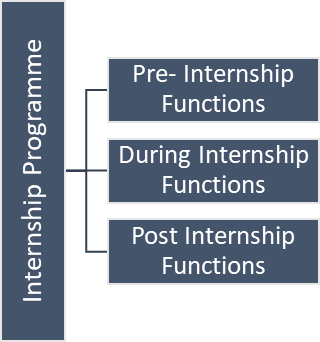 Internship Programme
Pre- Internship
Functions
During Internship
Functions
Post Internship
Functions